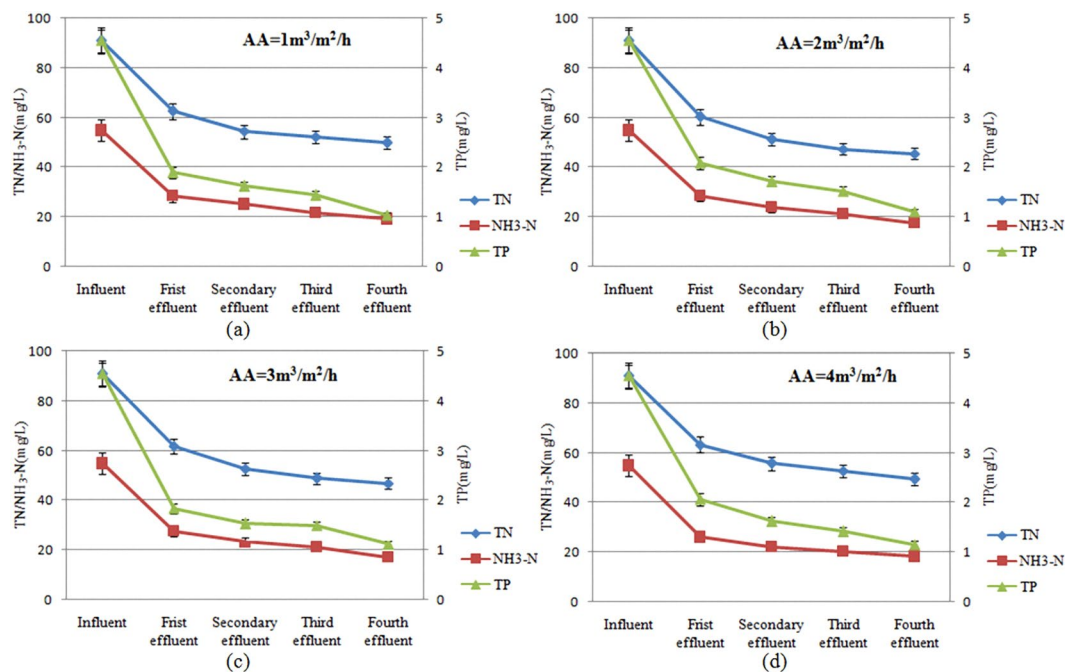 (a)
AA=1m³/m²/h
100
80
60
40
20
0
TN/NH₃-N(mg/L)
5
4
3
2
1
0
TP(mg/L)
TN
NH3-N
TP
Influent
Frist effluent
Secondary effluent
Third effluent
Fourth effluent
(a)
(b)
AA=2m³/m²/h
100
80
60
40
20
0
TN/NH₃-N(mg/L)
5
4
3
2
1
0
TP(mg/L)
TN
NH3-N
TP
Influent
Frist effluent
Secondary effluent
Third effluent
Fourth effluent
(b)
AA=3m³/m²/h
100
80
60
40
20
0
TN/NH₃-N(mg/L)
5
4
3
2
1
0
TP(mg/L)
TN
NH3-N
TP
Influent
Frist effluent
Secondary effluent
Third effluent
Fourth effluent
(c)
AA=4m³/m²/h
100
80
60
40
20
0
TN/NH₃-N(mg/L)
5
4
3
2
1
0
TP(mg/L)
TN
NH3-N
TP
Influent
Frist effluent
Secondary effluent
Third effluent
Fourth effluent
(d)